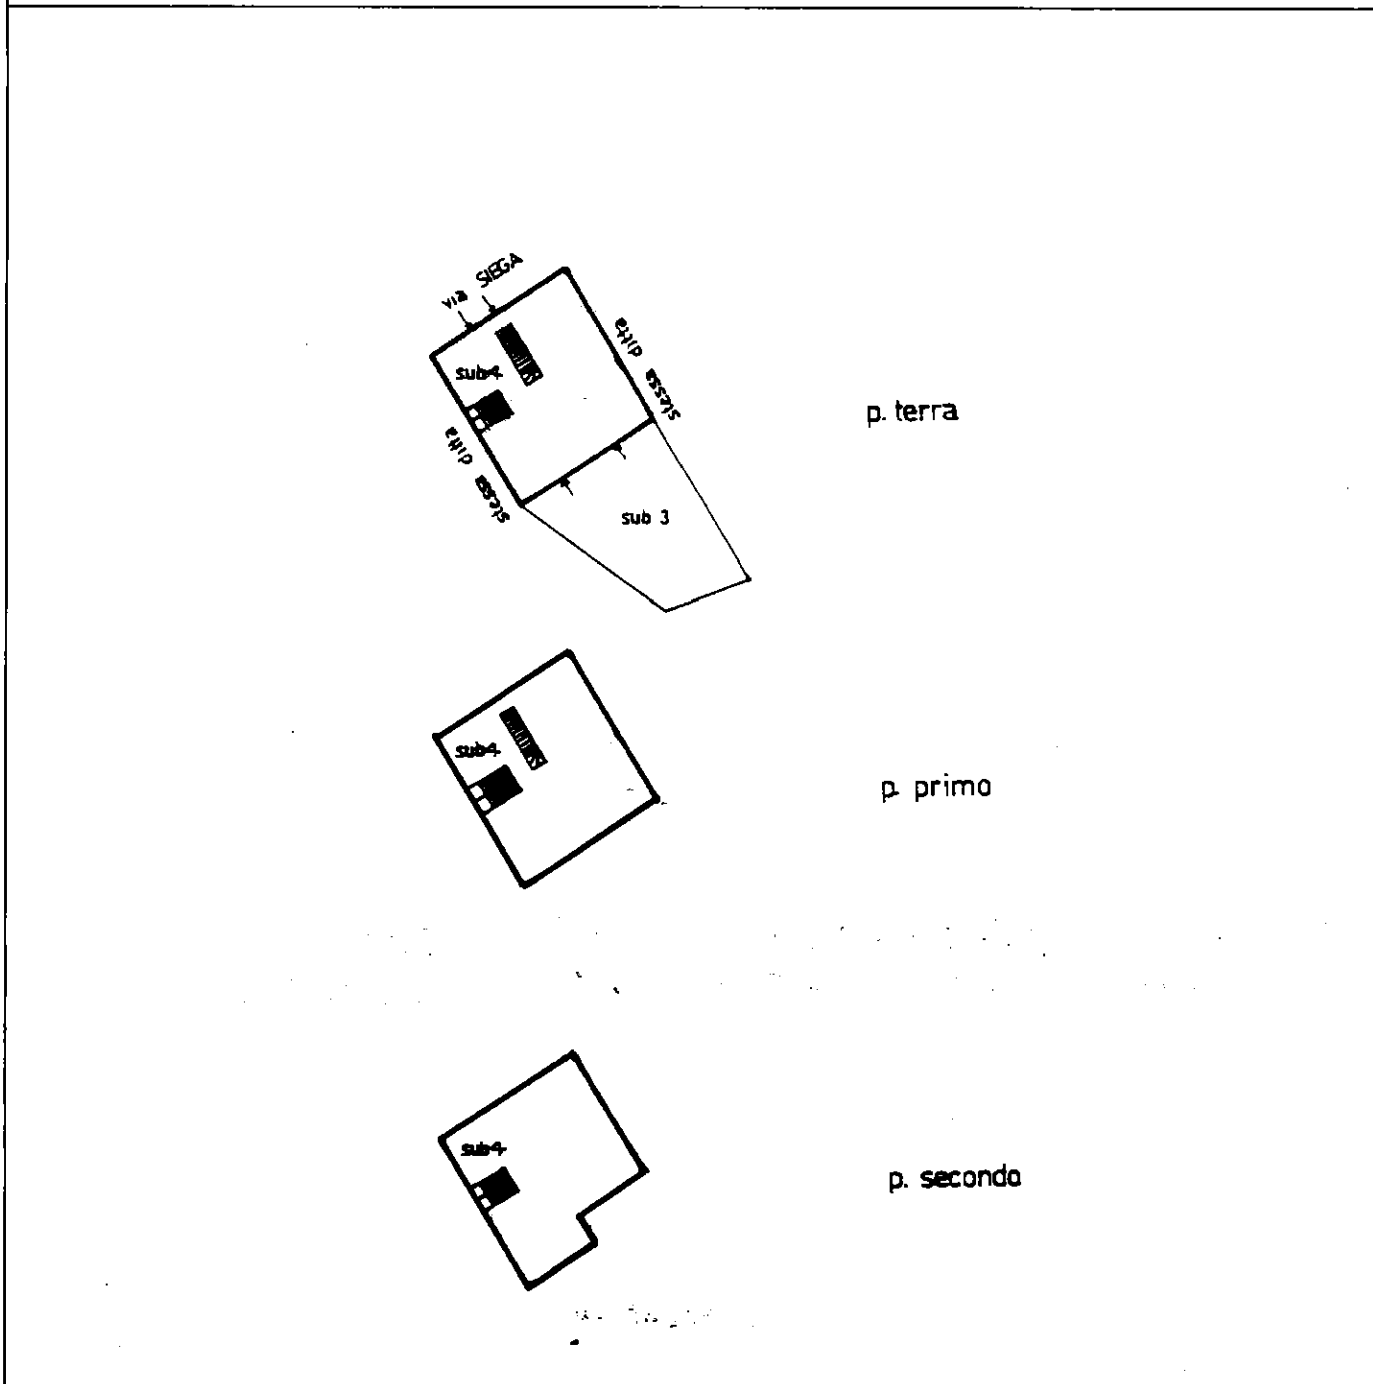 via SIEGA
sub4
stessa ditta
stessa ditta
p. terra
sub 3
sub4
p. primo
sub4
p. secondo